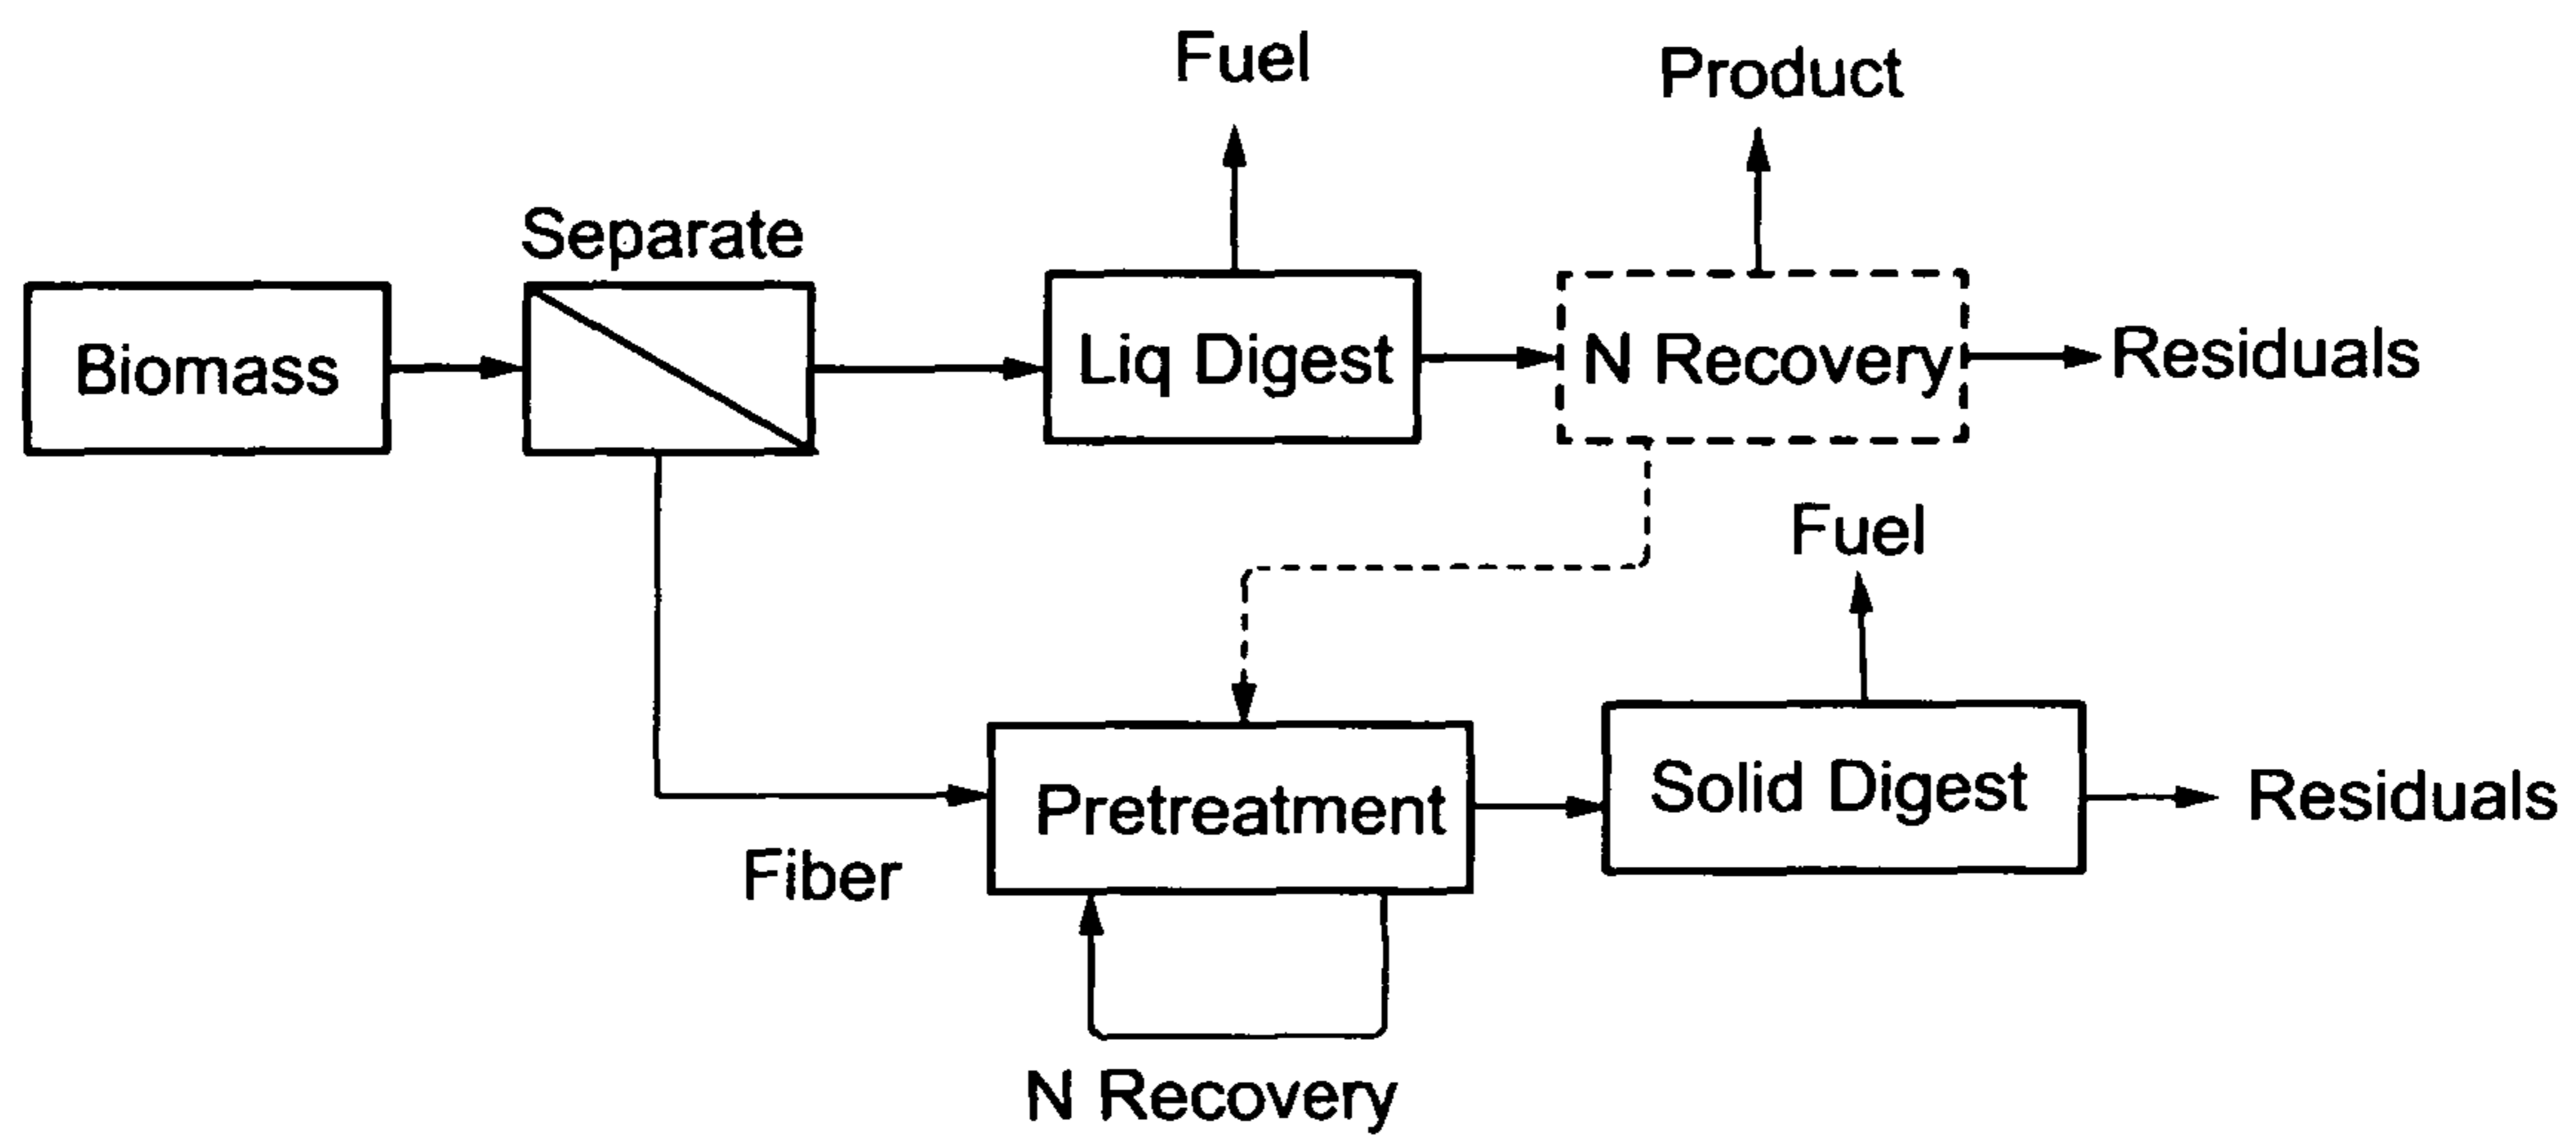 Fuel
Product
Separate
Biomass
Liq Digest
N Recovery
Residuals
Fuel
Fiber
Pretreatment
Solid Digest
Residuals
N Recovery